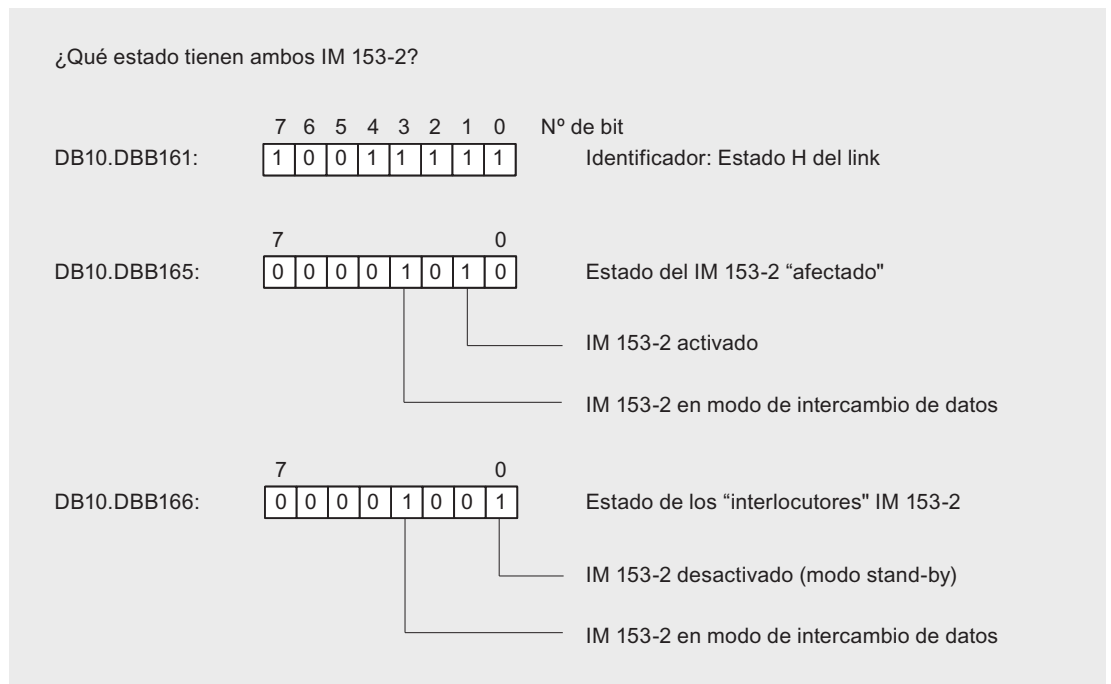 ¿Qué estado tienen ambos IM 153-2?
7 6 5 4 3 2 1 0 Nº de bit
DB10.DBB161: 1 0 0 1 1 1 1 1 Identificador: Estado H del link
7 0
DB10.DBB165: 0 0 0 0 1 0 1 0 Estado del IM 153-2 “afectado"
IM 153-2 activado
IM 153-2 en modo de intercambio de datos
7 0
DB10.DBB166: 0 0 0 0 1 0 0 1 Estado de los “interlocutores" IM 153-2
IM 153-2 desactivado (modo stand-by)
IM 153-2 en modo de intercambio de datos